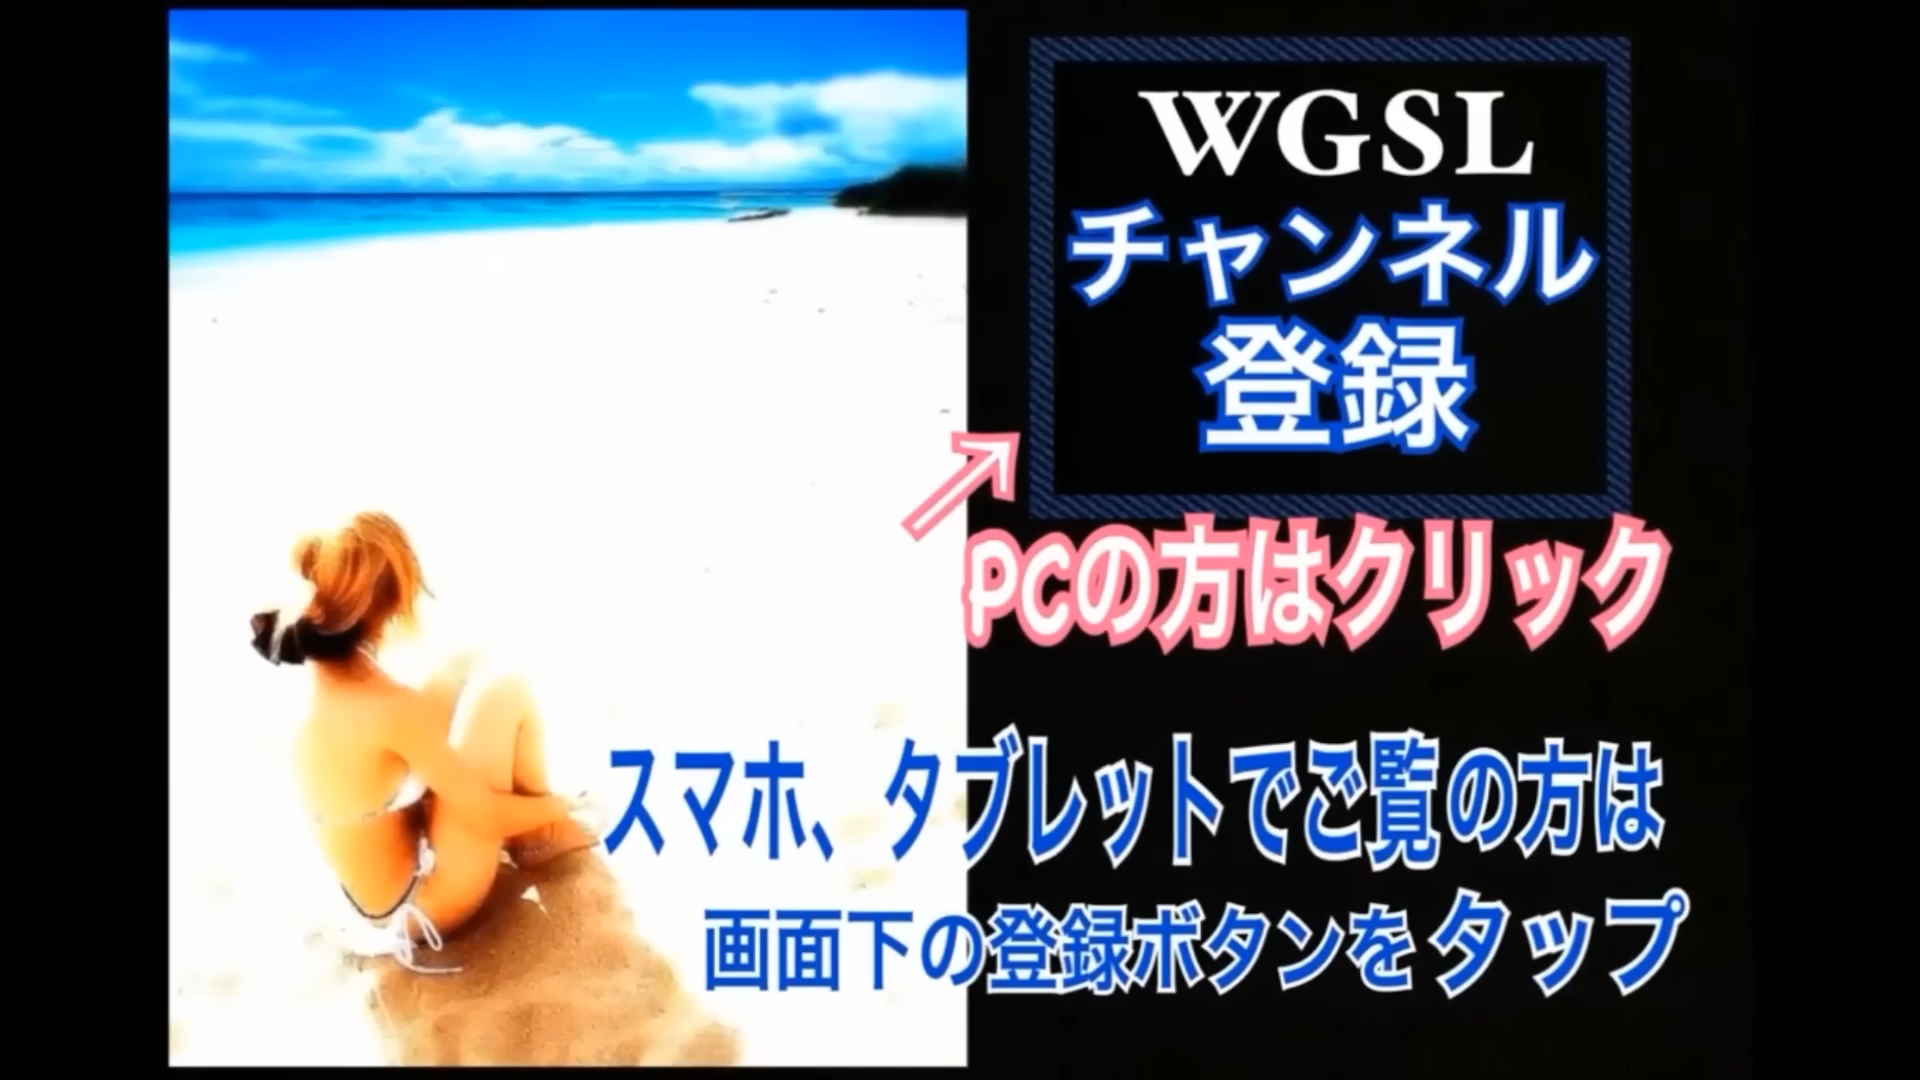 WGSL
チャンネル
登録
PCの方はクリック
スマホ、タブレットでご覧の方は
画面下の登録ボタンをタップ